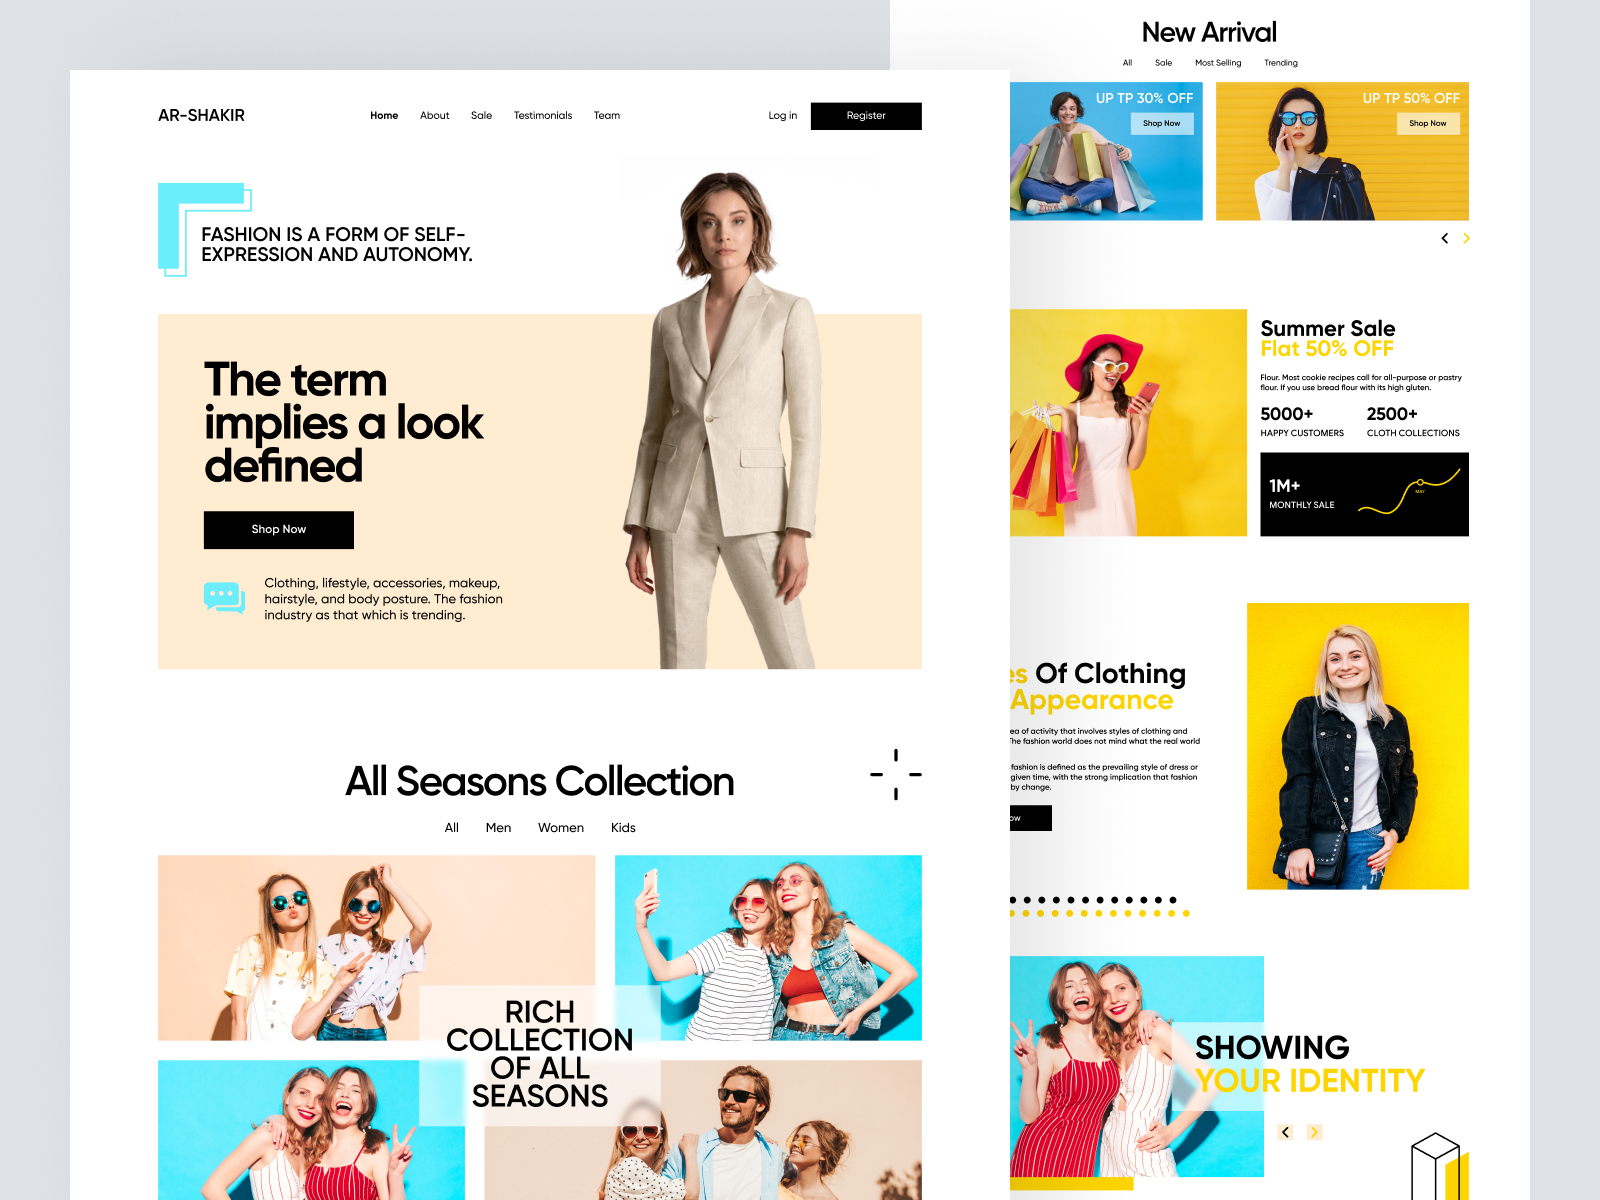 AR-SHAKIR
Home About Sale Testimonials Team
Log in Register
FASHION IS A FORM OF SELF-
EXPRESSION AND AUTONOMY.
The term
implies a look
defined
Shop Now
Clothing, lifestyle, accessories, makeup,
hairstyle, and body posture. The fashion
industry as that which is trending.
All Seasons Collection
All Men Women Kids
RICH
COLLECTION
OF ALL
SEASONS
New Arrival
All Sale Most Selling Trending
UP TP 30% OFF
Shop Now
UP TP 50% OFF
Shop Now
Summer Sale
Flat 50% OFF
Flour. Most cookie recipes call for all-purpose or pastry
flour. If you use bread flour with its high gluten.
5000+ 2500+
HAPPY CUSTOMERS CLOTH COLLECTIONS
1M+
MONTHLY SALE
MAY
es Of Clothing
Appearance
ea of activity that involves styles of clothing and
The fashion world does not mind what the real world
fashion is defined as the prevailing style of dress or
given time, with the strong implication that fashion
by change.
ow
SHOWING
YOUR IDENTITY